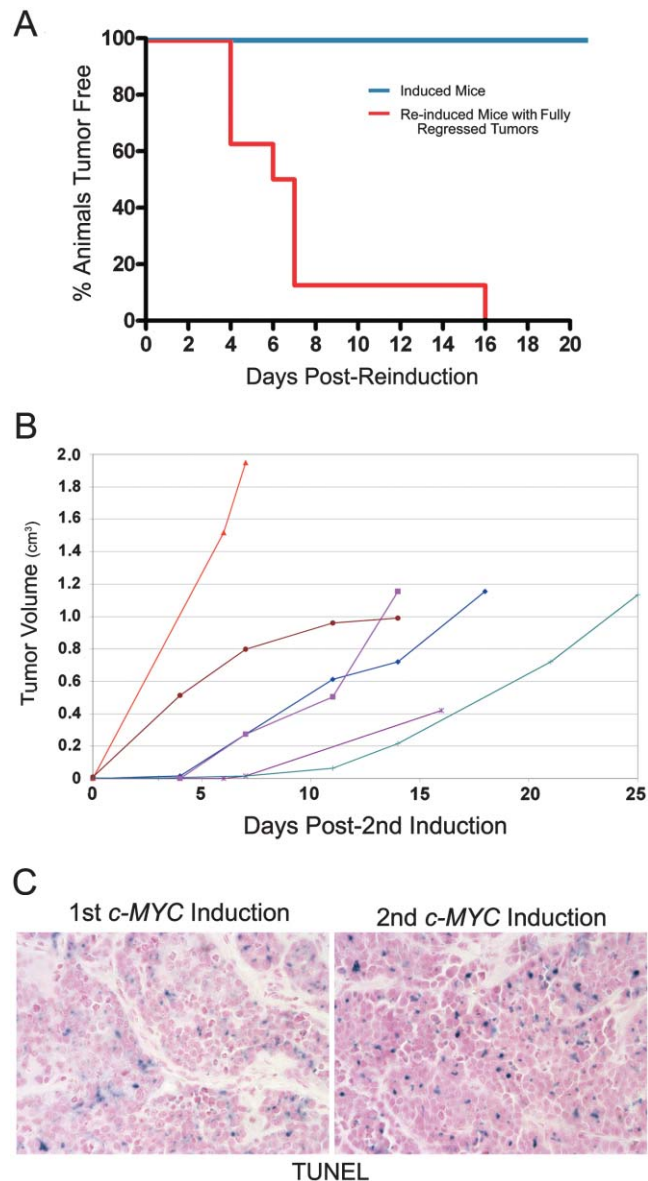 A
% Animals Tumor Free
100
80
60
40
20
0
Induced Mice
Re-induced Mice with Fully
Regressed Tumors
0 2 4 6 8 10 12 14 16 18 20
Days Post-Reinduction
B
Tumor Volume (cm³)
2.0
1.8
1.6
1.4
1.2
1.0
0.8
0.6
0.4
0.2
0
0 5 10 15 20 25
Days Post-2nd Induction
C
1st c-MYC Induction
2nd c-MYC Induction
TUNEL